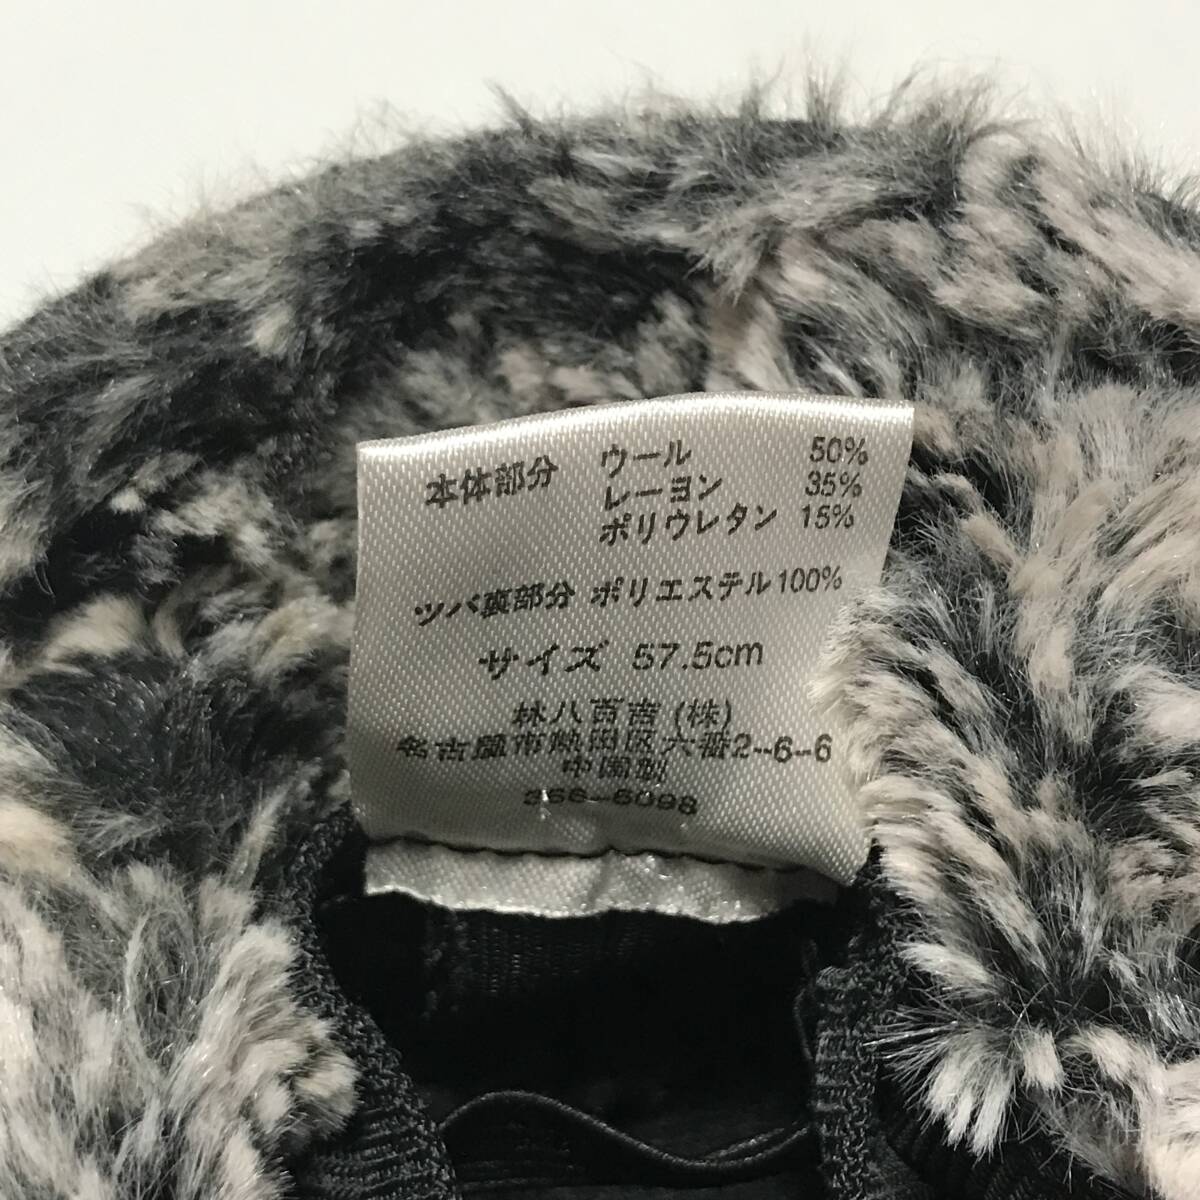 本体部分 ウール 50%
レーヨン 35%
ポリウレタン 15%
ツバ裏部分 ポリエステル100%
サイズ 57.5cm
林八百吉(株)
名古屋市熱田区六番2-6-6
中国製
366-6098